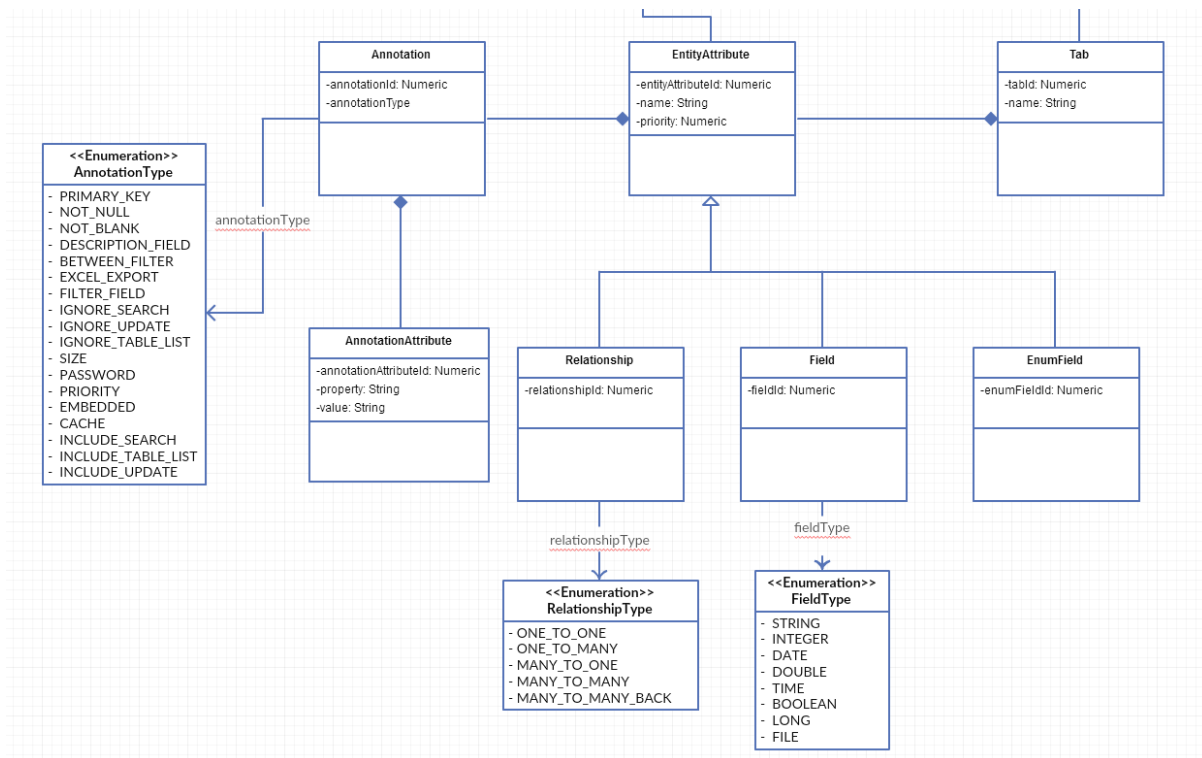 Annotation
-annotationId: Numeric
-annotationType
EntityAttribute
-entityAttributeId: Numeric
-name: String
-priority: Numeric
Tab
-tabId: Numeric
-name: String
<<Enumeration>>
AnnotationType
- PRIMARY_KEY
- NOT_NULL
- NOT_BLANK
- DESCRIPTION_FIELD
- BETWEEN_FILTER
- EXCEL_EXPORT
- FILTER_FIELD
- IGNORE_SEARCH
- IGNORE_UPDATE
- IGNORE_TABLE_LIST
- SIZE
- PASSWORD
- PRIORITY
- EMBEDDED
- CACHE
- INCLUDE_SEARCH
- INCLUDE_TABLE_LIST
- INCLUDE_UPDATE
annotationType
AnnotationAttribute
-annotationAttributeId: Numeric
-property: String
-value: String
Relationship
-relationshipId: Numeric
Field
-fieldId: Numeric
EnumField
-enumFieldId: Numeric
relationshipType
fieldType
<<Enumeration>>
RelationshipType
- ONE_TO_ONE
- ONE_TO_MANY
- MANY_TO_ONE
- MANY_TO_MANY
- MANY_TO_MANY_BACK
<<Enumeration>>
FieldType
- STRING
- INTEGER
- DATE
- DOUBLE
- TIME
- BOOLEAN
- LONG
- FILE